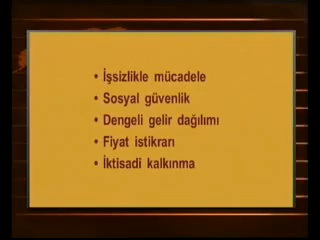 • İşsizlikle mücadele
• Sosyal güvenlik
• Dengeli gelir dağılımı
• Fiyat istikrarı
• İktisadi kalkınma